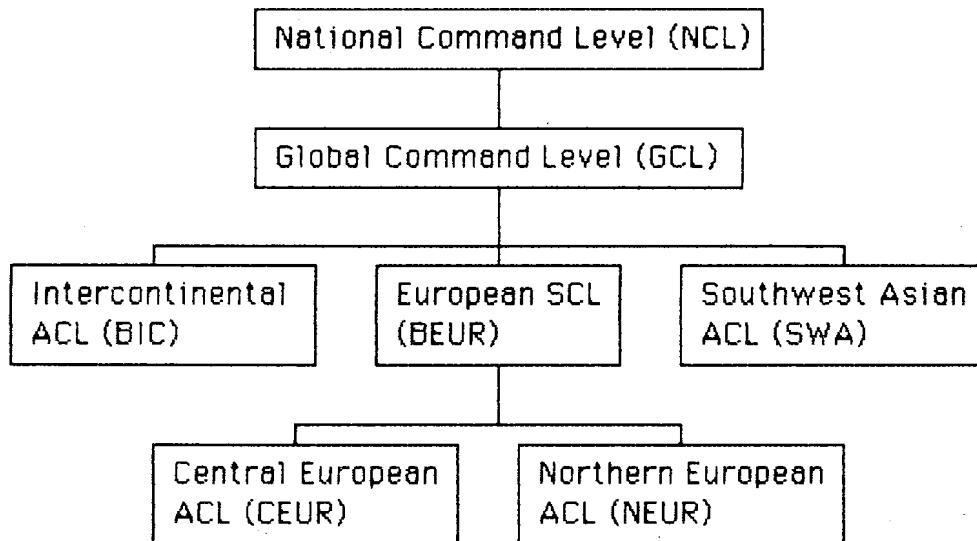 National Command Level (NCL)
Global Command Level (GCL)
Intercontinental
ACL (BIC)
European SCL
(BEUR)
Southwest Asian
ACL (SWA)
Central European
ACL (CEUR)
Northern European
ACL (NEUR)